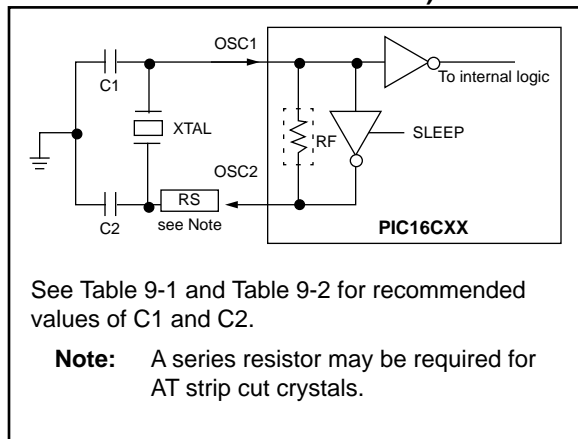 OSC1
C1
To internal logic
XTAL
RF
SLEEP
OSC2
RS
C2
see Note
PIC16CXX
See Table 9-1 and Table 9-2 for recommended
values of C1 and C2.
Note: A series resistor may be required for
AT strip cut crystals.